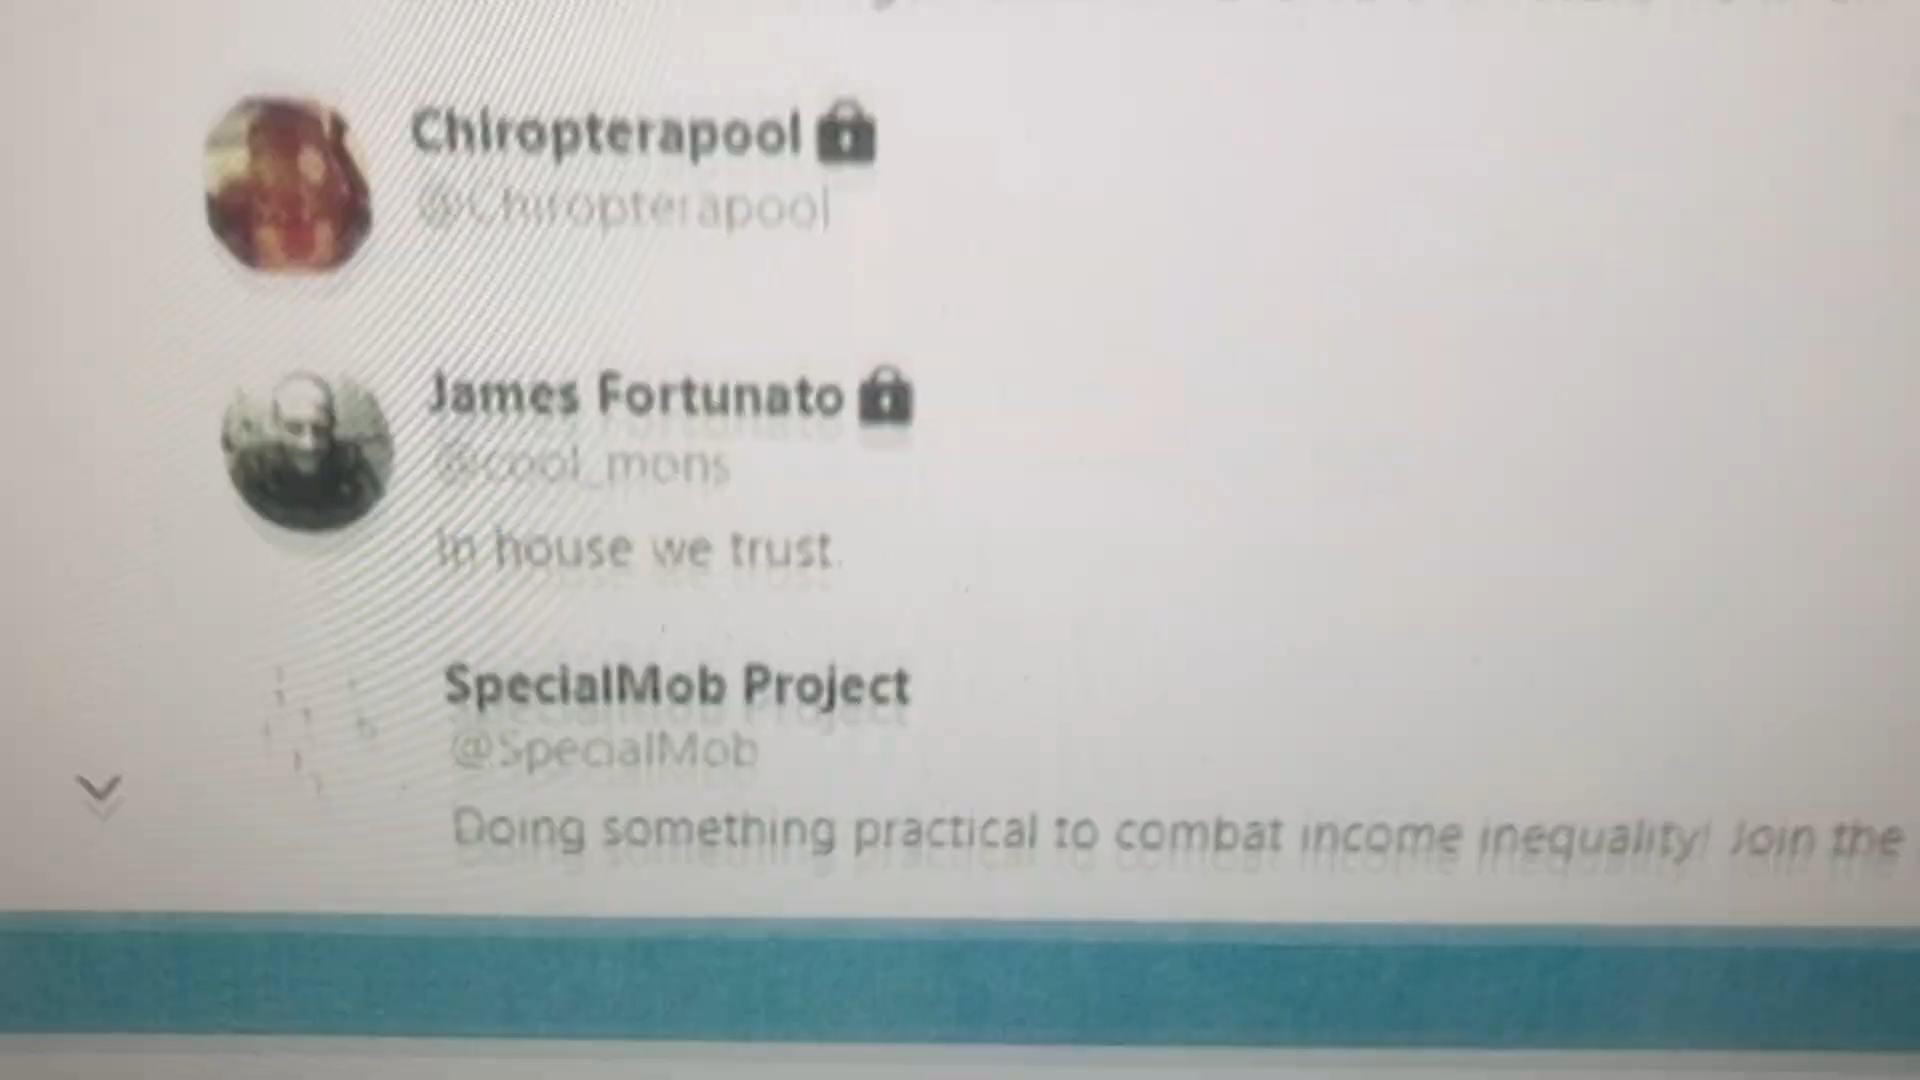 Chiropterapool
@Chiropterapool
James Fortunato
@cool_mons
In house we trust.
SpecialMob Project
@SpecialMob
Doing something practical to combat income inequality! Join the